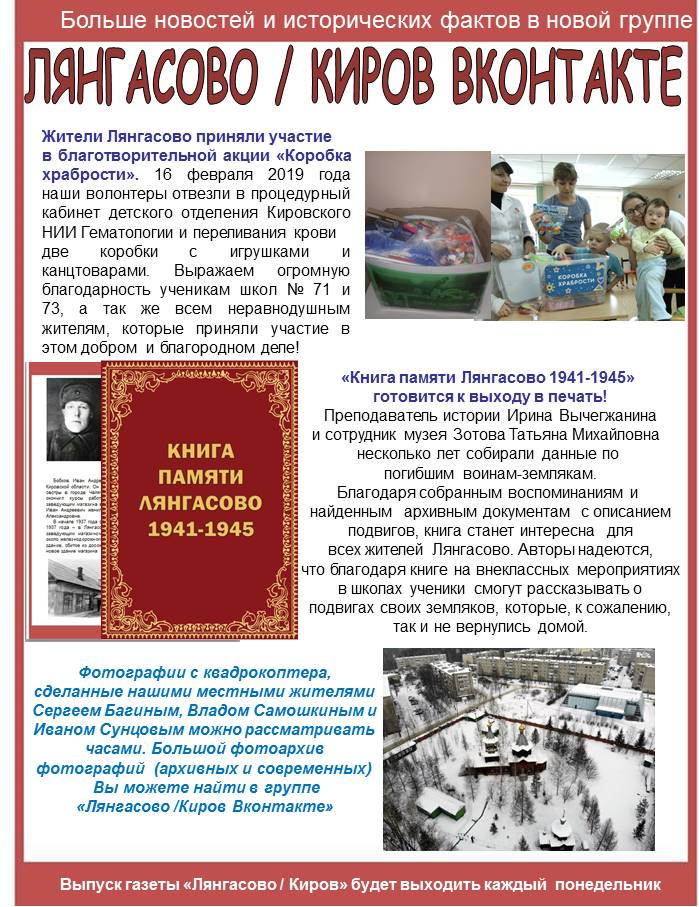 Больше новостей и исторических фактов в новой группе
ЛЯНГАСОВО / КИРОВ ВКОНТАКТЕ
Жители Лянгасово приняли участие
в благотворительной акции «Коробка
храбрости». 16 февраля 2019 года
наши волонтеры отвезли в процедурный
кабинет детского отделения Кировского
НИИ Гематологии и переливания крови
две коробки с игрушками и
канцтоварами. Выражаем огромную
благодарность ученикам школ № 71 и
73, а так же всем неравнодушным
жителям, которые приняли участие в
этом добром и благородном деле!
КОРОБКА
ХРАБРОСТИ
КНИГА
ПАМЯТИ
ЛЯНГАСОВО
1941-1945
«Книга памяти Лянгасово 1941-1945»
готовится к выходу в печать!
Преподаватель истории Ирина Вычегжанина
и сотрудник музея Зотова Татьяна Михайловна
несколько лет собирали данные по
погибшим воинам-землякам.
Благодаря собранным воспоминаниям и
найденным архивным документам с описанием
подвигов, книга станет интересна для
всех жителей Лянгасово. Авторы надеются,
что благодаря книге на внеклассных мероприятиях
в школах ученики смогут рассказывать о
подвигах своих земляков, которые, к сожалению,
так и не вернулись домой.
Фотографии с квадрокоптера,
сделанные нашими местными жителями
Сергеем Багиным, Владом Самошкиным и
Иваном Сунцовым можно рассматривать
часами. Большой фотоархив
фотографий (архивных и современных)
Вы можете найти в группе
«Лянгасово /Киров Вконтакте»
Выпуск газеты «Лянгасово / Киров» будет выходить каждый понедельник